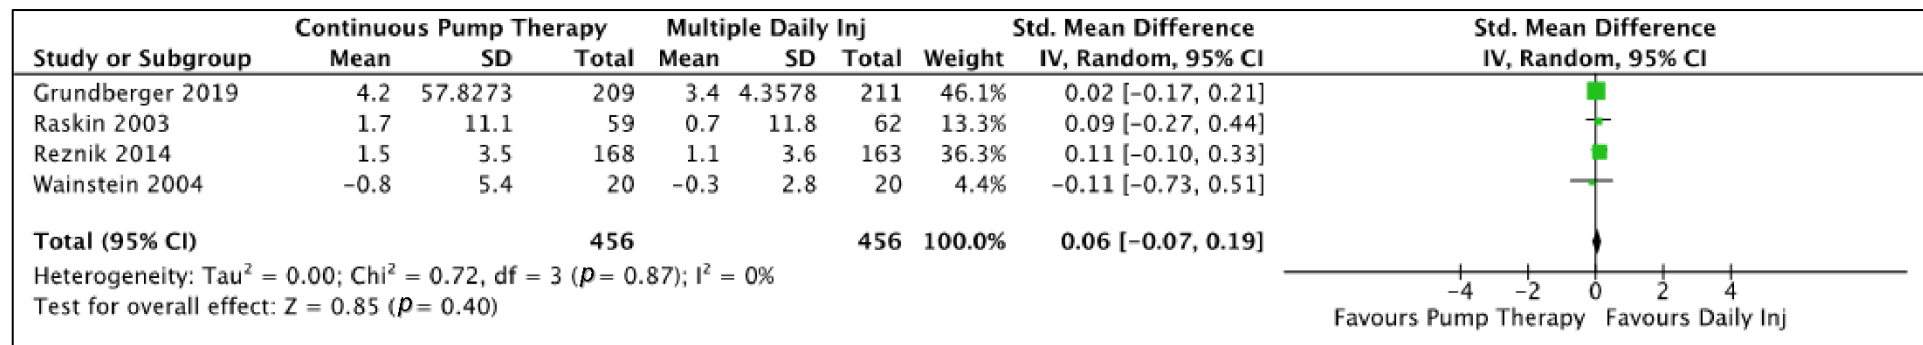 Continuous Pump Therapy Multiple Daily Inj Std. Mean Difference Std. Mean Difference
Study or Subgroup Mean SD Total Mean SD Total Weight IV, Random, 95% CI IV, Random, 95% CI
Grundberger 2019 4.2 57.8273 209 3.4 4.3578 211 46.1% 0.02 [−0.17, 0.21]
Raskin 2003 1.7 11.1 59 0.7 11.8 62 13.3% 0.09 [−0.27, 0.44]
Reznik 2014 1.5 3.5 168 1.1 3.6 163 36.3% 0.11 [−0.10, 0.33]
Wainstein 2004 −0.8 5.4 20 −0.3 2.8 20 4.4% −0.11 [−0.73, 0.51]
Total (95% CI) 456 456 100.0% 0.06 [−0.07, 0.19]
Heterogeneity: Tau² = 0.00; Chi² = 0.72, df = 3 (p = 0.87); I² = 0%
Test for overall effect: Z = 0.85 (p = 0.40)
−4 −2 0 2 4
Favours Pump Therapy Favours Daily Inj